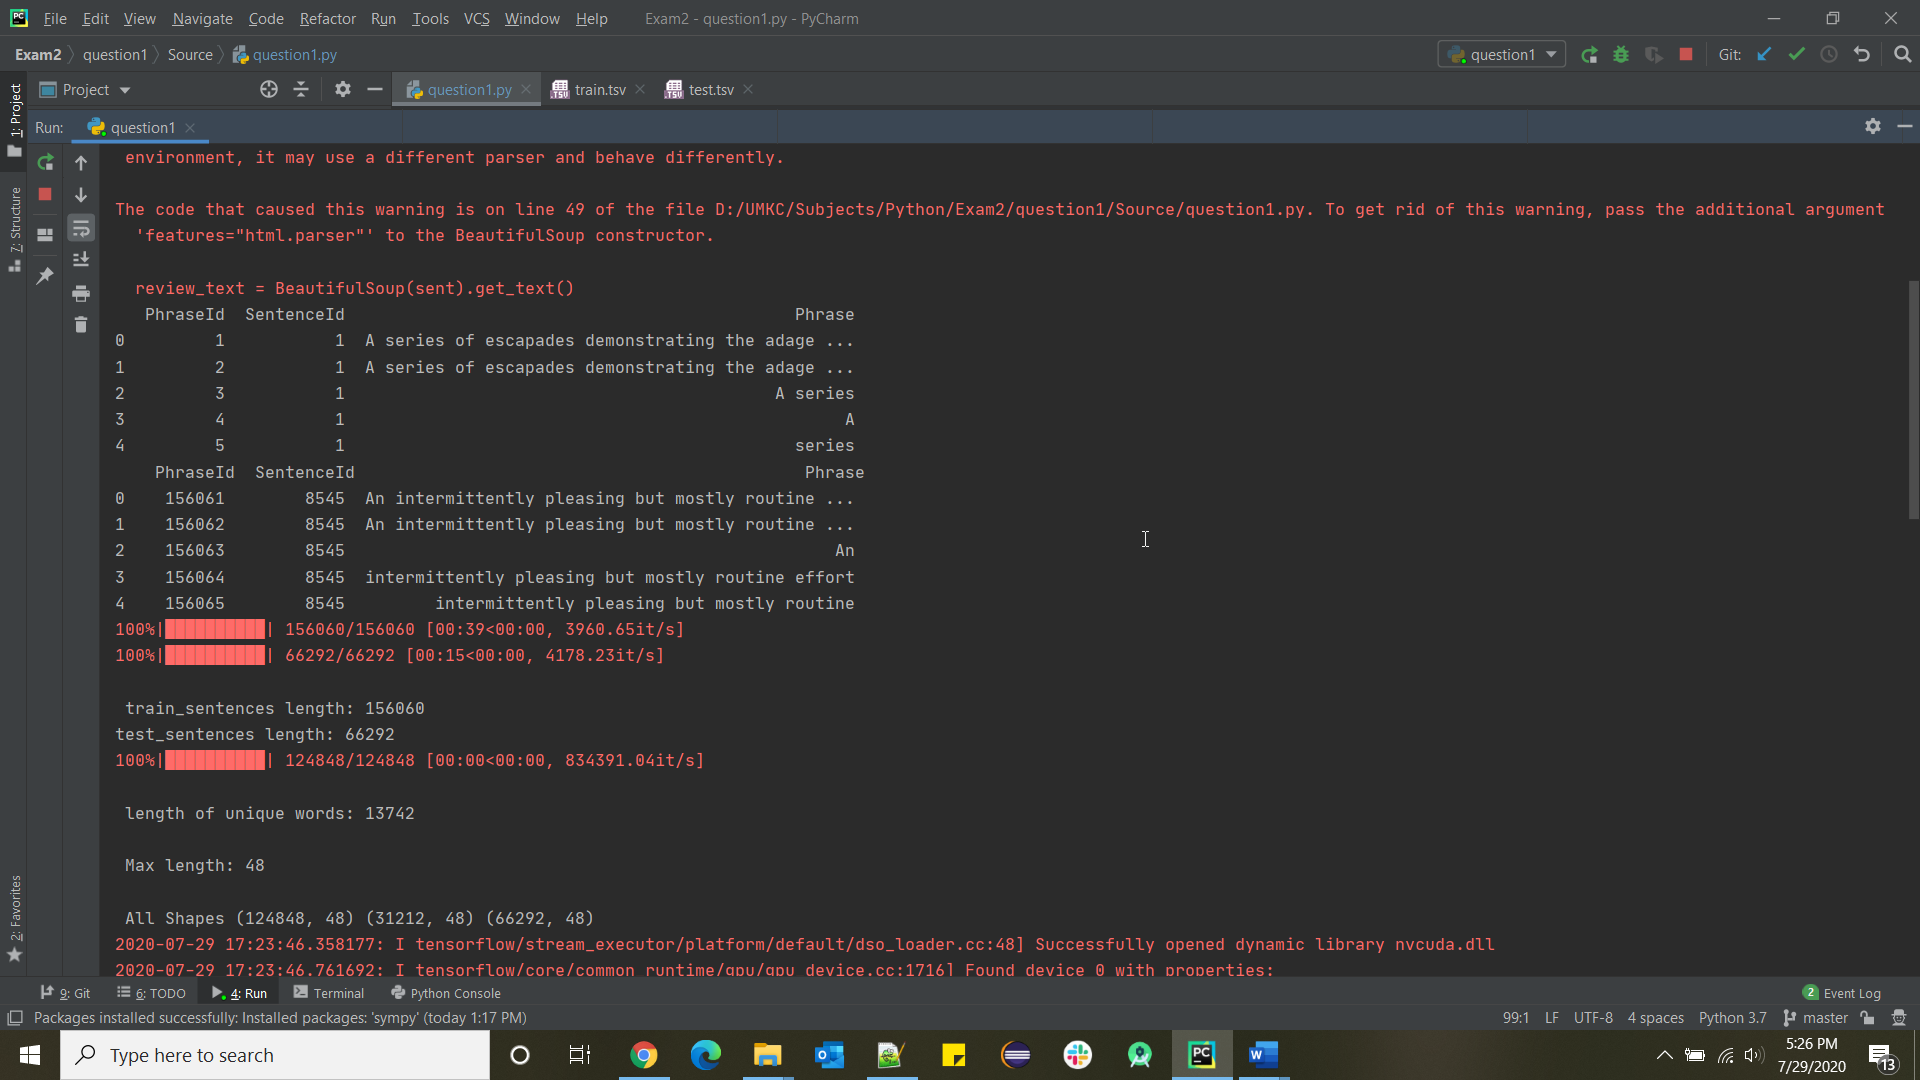 File Edit View Navigate Code Refactor Run Tools VCS Window Help Exam2 - question1.py - PyCharm
Exam2 question1 Source question1.py question1 Git:
Project question1.py train.tsv test.tsv
Run: question1
1: Project
7: Structure
2: Favorites
environment, it may use a different parser and behave differently.
The code that caused this warning is on line 49 of the file D:/UMKC/Subjects/Python/Exam2/question1/Source/question1.py. To get rid of this warning, pass the additional argument
'features="html.parser"' to the BeautifulSoup constructor.
review_text = BeautifulSoup(sent).get_text()
PhraseId SentenceId Phrase
0 1 1 A series of escapades demonstrating the adage ...
1 2 1 A series of escapades demonstrating the adage ...
2 3 1 A series
3 4 1 A
4 5 1 series
PhraseId SentenceId Phrase
0 156061 8545 An intermittently pleasing but mostly routine ...
1 156062 8545 An intermittently pleasing but mostly routine ...
2 156063 8545 An
3 156064 8545 intermittently pleasing but mostly routine effort
4 156065 8545 intermittently pleasing but mostly routine
100%|██████████| 156060/156060 [00:39<00:00, 3960.65it/s]
100%|██████████| 66292/66292 [00:15<00:00, 4178.23it/s]
train_sentences length: 156060
test_sentences length: 66292
100%|██████████| 124848/124848 [00:00<00:00, 834391.04it/s]
length of unique words: 13742
Max length: 48
All Shapes (124848, 48) (31212, 48) (66292, 48)
2020-07-29 17:23:46.358177: I tensorflow/stream_executor/platform/default/dso_loader.cc:48] Successfully opened dynamic library nvcuda.dll
2020-07-29 17:23:46.761692: I tensorflow/core/common_runtime/gpu/gpu_device.cc:1716] Found device 0 with properties:
9: Git 6: TODO 4: Run Terminal Python Console 2 Event Log
Packages installed successfully: Installed packages: 'sympy' (today 1:17 PM) 99:1 LF UTF-8 4 spaces Python 3.7 master
Type here to search
5:26 PM
7/29/2020
13